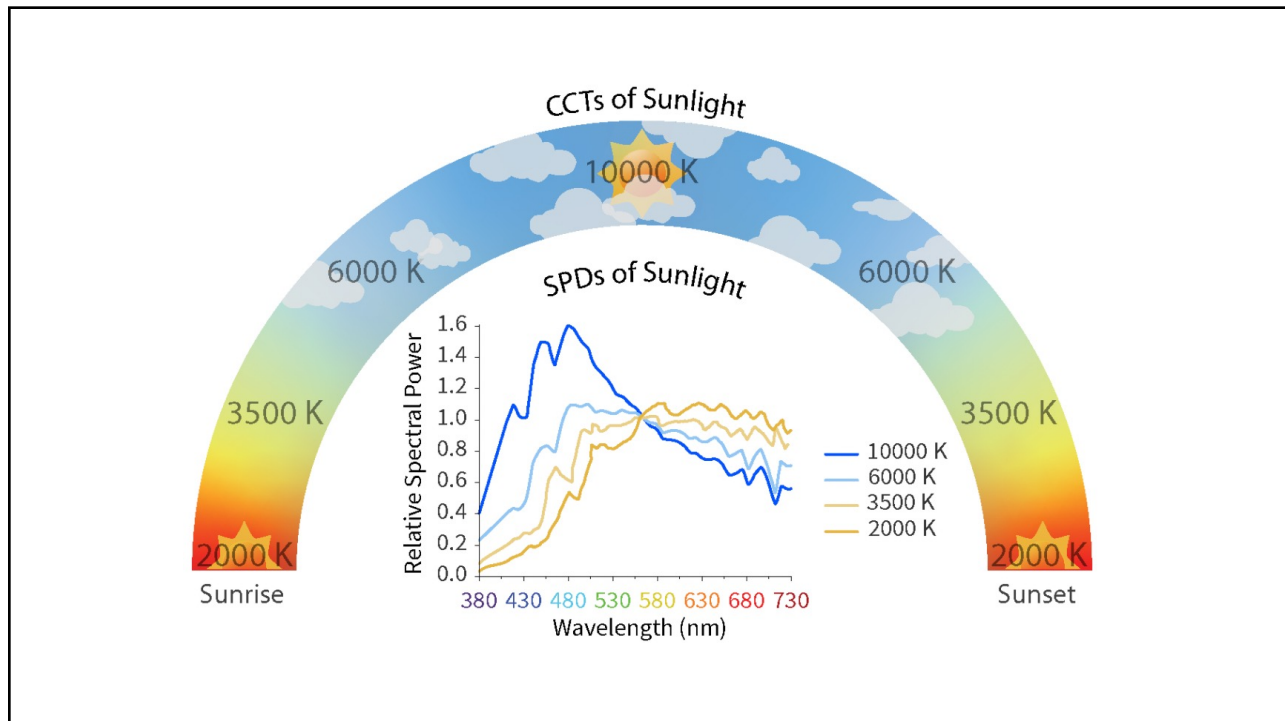 CCTs of Sunlight
10000 K
6000 K
6000 K
3500 K
3500 K
2000 K
2000 K
Sunrise
Sunset
SPDs of Sunlight
Relative Spectral Power
1.6
1.4
1.2
1.0
0.8
0.6
0.4
0.2
0.0
380 430 480 530 580 630 680 730
Wavelength (nm)
10000 K
6000 K
3500 K
2000 K